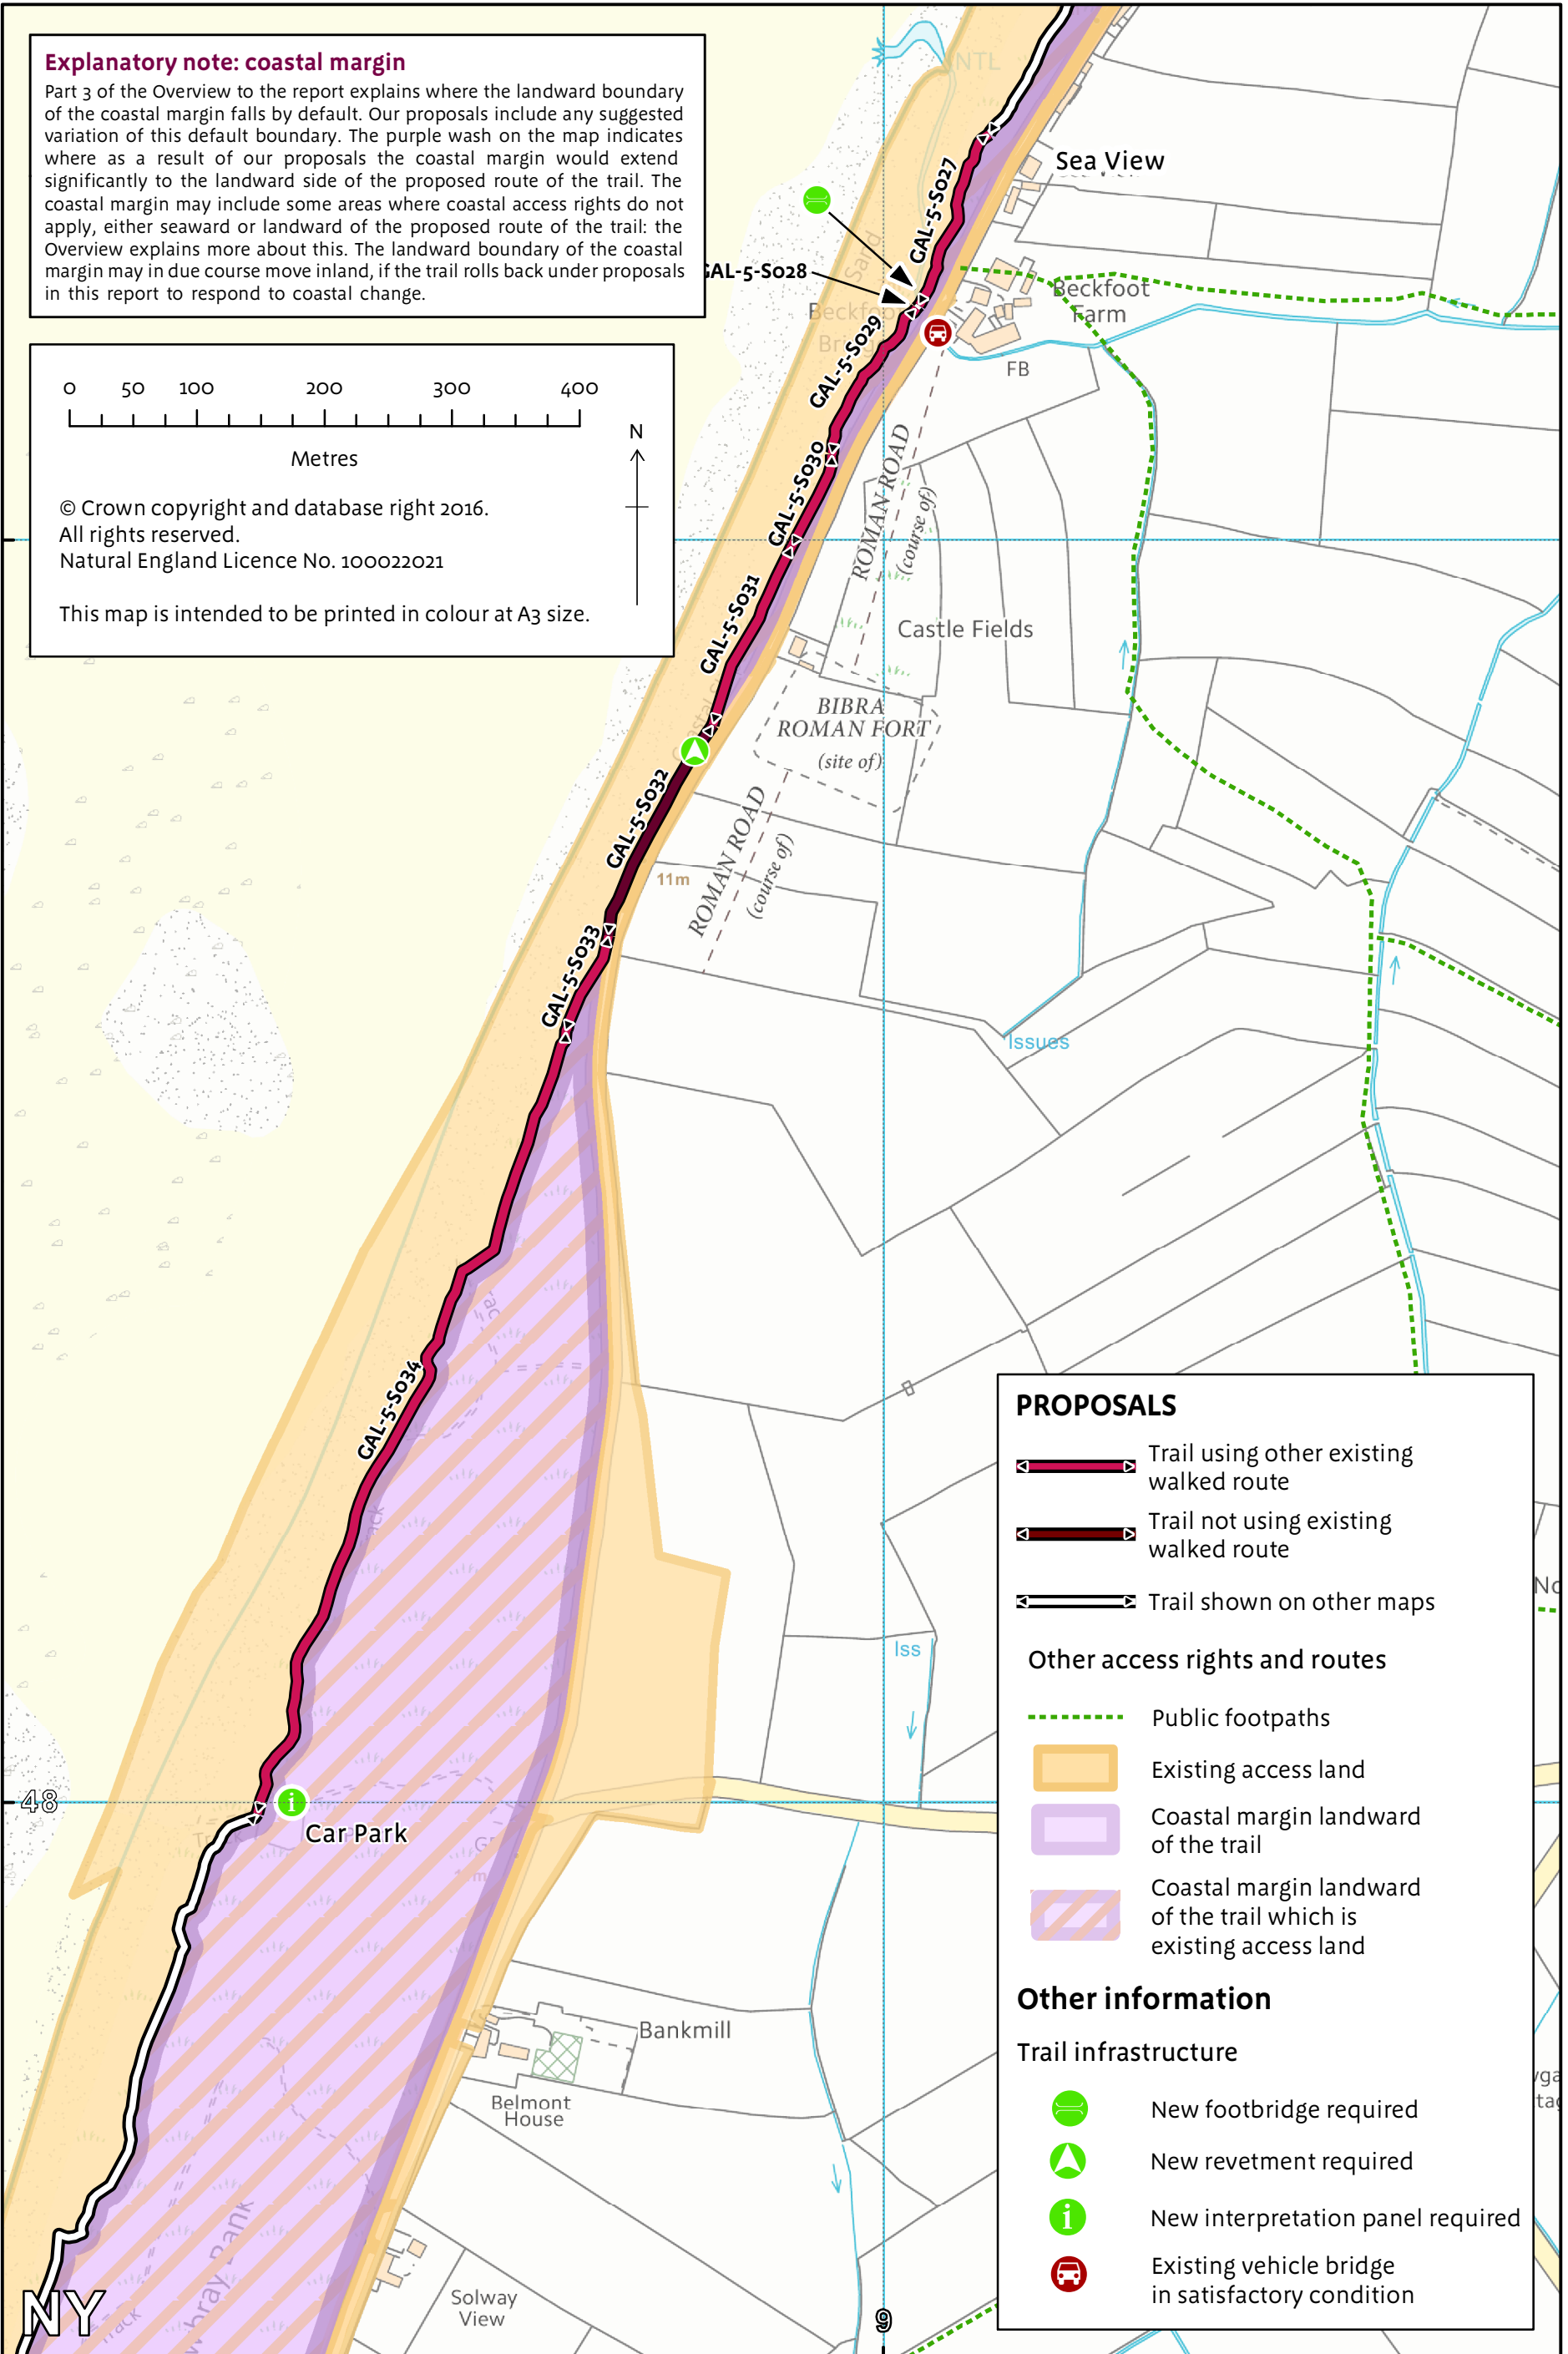 Explanatory note: coastal margin
Part 3 of the Overview to the report explains where the landward boundary
of the coastal margin falls by default. Our proposals include any suggested
variation of this default boundary. The purple wash on the map indicates
where as a result of our proposals the coastal margin would extend
significantly to the landward side of the proposed route of the trail. The
coastal margin may include some areas where coastal access rights do not
apply, either seaward or landward of the proposed route of the trail: the
Overview explains more about this. The landward boundary of the coastal
margin may in due course move inland, if the trail rolls back under proposals
in this report to respond to coastal change.
0 50 100 200 300 400
Metres
N
© Crown copyright and database right 2016.
All rights reserved.
Natural England Licence No. 100022021
This map is intended to be printed in colour at A3 size.
NTL
Sea View
GAL-5-S027
Sand
GAL-5-S028
Beckfoot
Farm
GAL-5-S029
FB
GAL-5-S030
ROMAN ROAD
(course of)
GAL-5-S031
Castle Fields
BIBRA
ROMAN FORT
(site of)
GAL-5-S032
11m
ROMAN ROAD
(course of)
GAL-5-S033
Issues
GAL-5-S034
Iss
48
Car Park
Track
Bankmill
Belmont
House
Solway
View
Bank
NY
9
PROPOSALS
Trail using other existing
walked route
Trail not using existing
walked route
Trail shown on other maps
Other access rights and routes
Public footpaths
Existing access land
Coastal margin landward
of the trail
Coastal margin landward
of the trail which is
existing access land
Other information
Trail infrastructure
New footbridge required
New revetment required
i New interpretation panel required
Existing vehicle bridge
in satisfactory condition